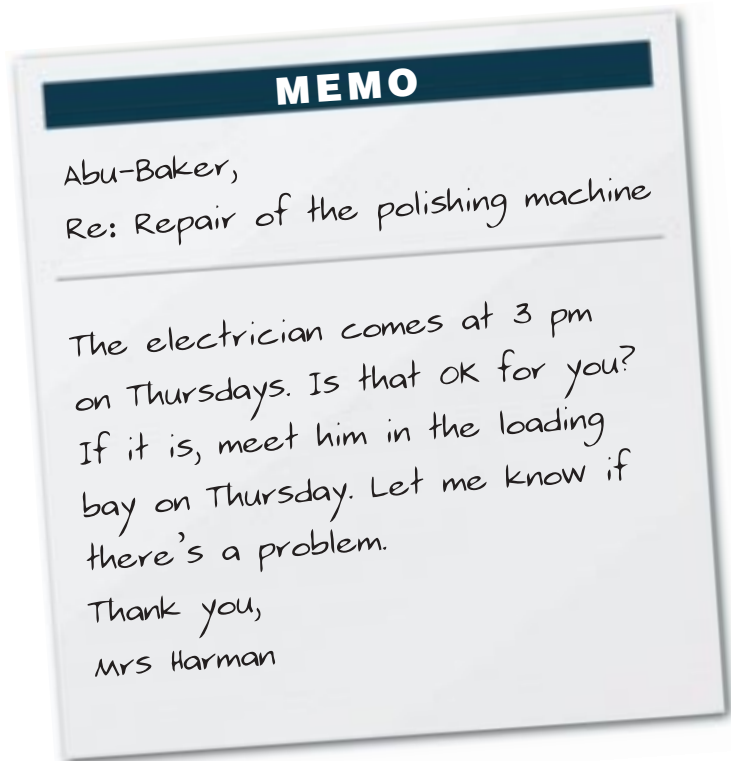 MEMO
Abu-Baker,
Re: Repair of the polishing machine
The electrician comes at 3 pm
on Thursdays. Is that OK for you?
If it is, meet him in the loading
bay on Thursday. Let me know if
there's a problem.
Thank you,
Mrs Harman